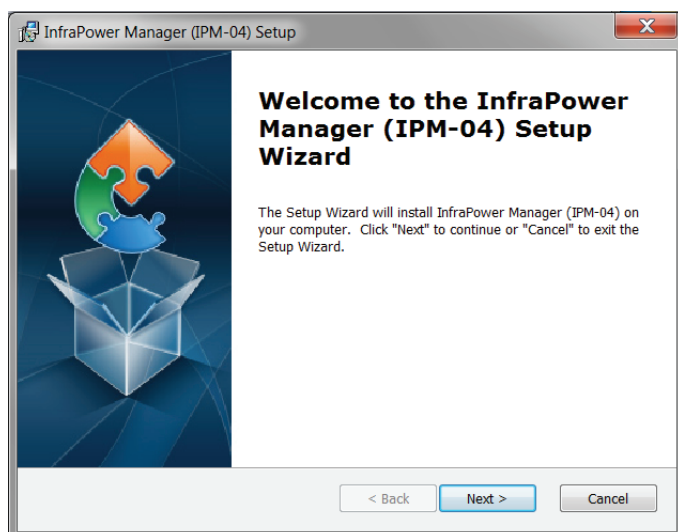 InfraPower Manager (IPM-04) Setup
Welcome to the InfraPower
Manager (IPM-04) Setup
Wizard
The Setup Wizard will install InfraPower Manager (IPM-04) on
your computer. Click "Next" to continue or "Cancel" to exit the
Setup Wizard.
< Back Next > Cancel